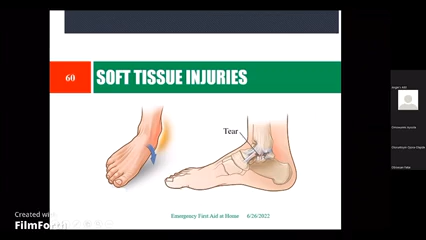 60
SOFT TISSUE INJURIES
Tear
Emergency First Aid at Home 6/26/2022
Created with
FilmForth